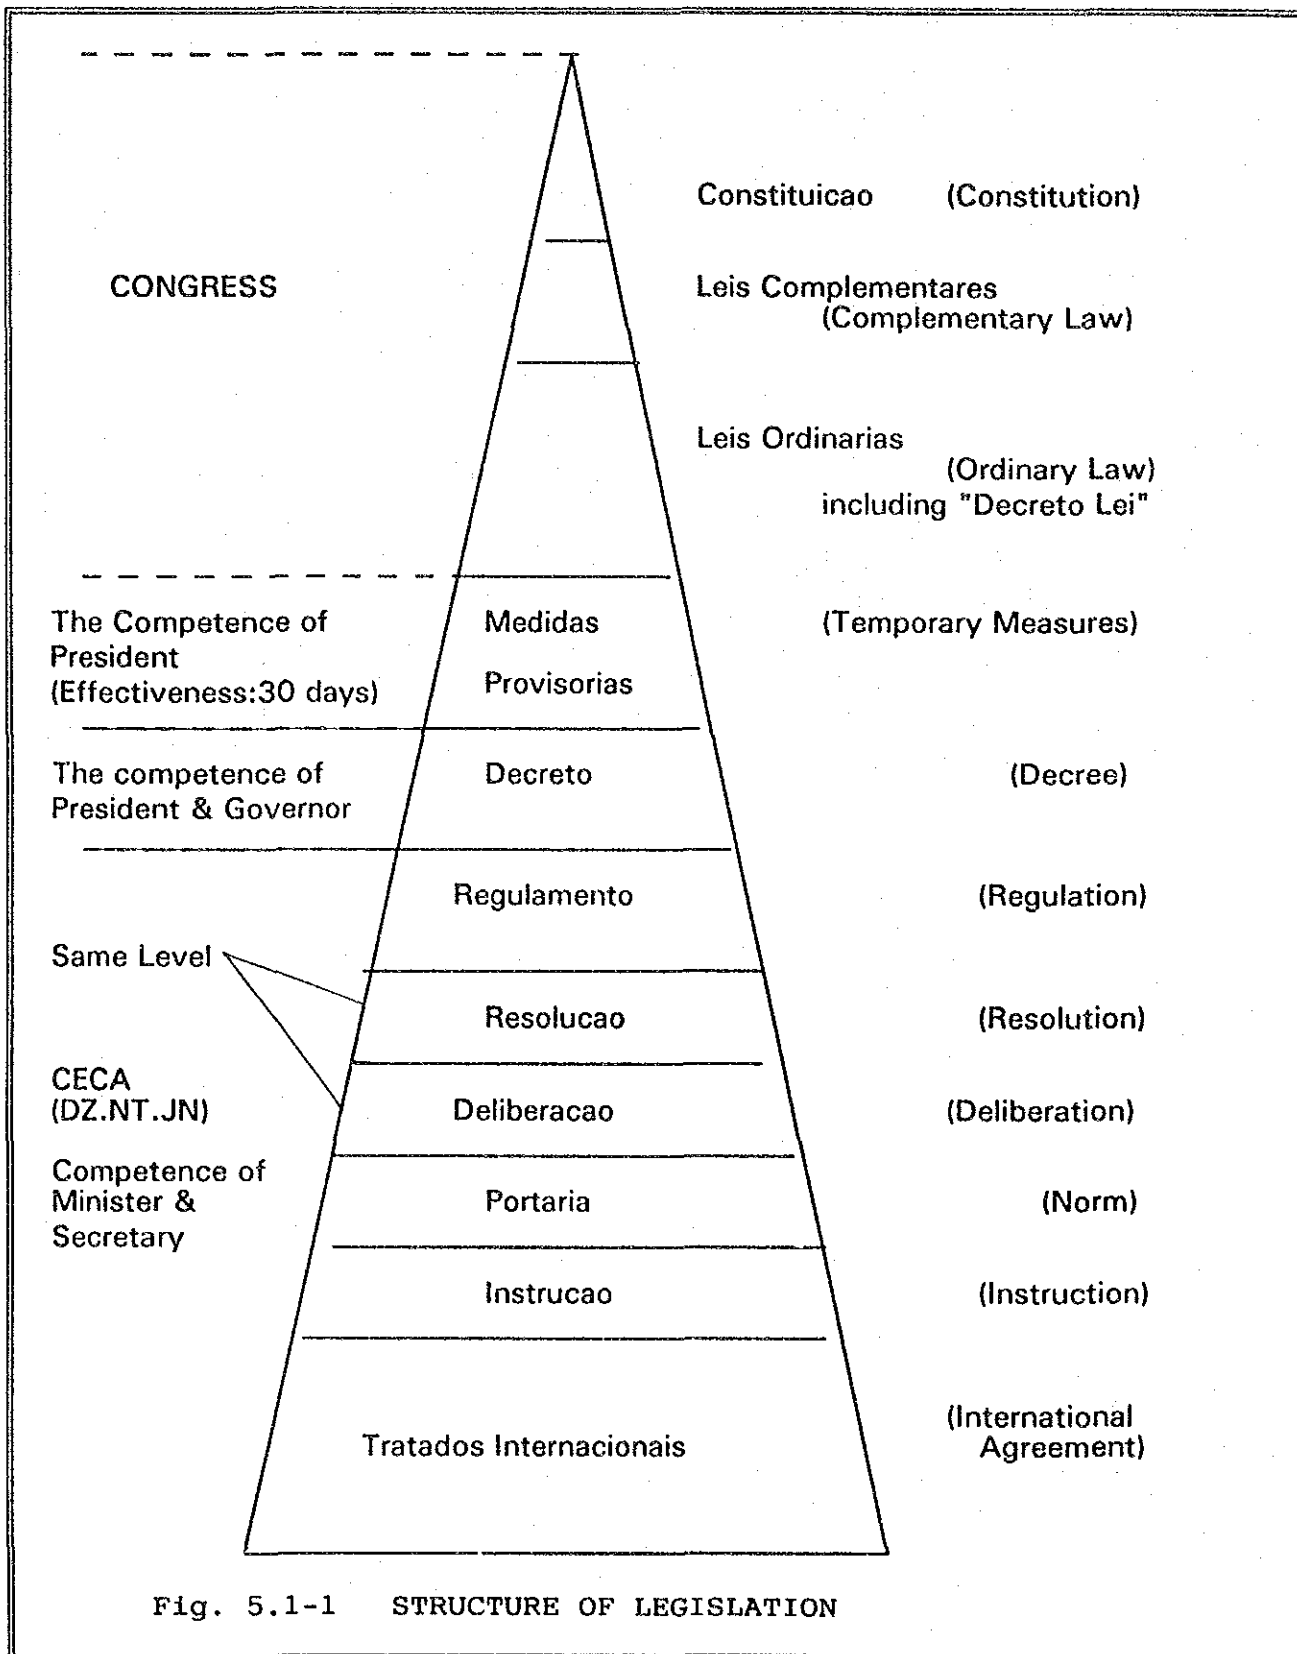 Constituicao (Constitution)
CONGRESS
Leis Complementares
(Complementary Law)
Leis Ordinarias
(Ordinary Law)
including "Decreto Lei"
The Competence of
President
(Effectiveness:30 days)
Medidas
Provisorias
(Temporary Measures)
The competence of
President & Governor
Decreto
(Decree)
Regulamento
(Regulation)
Same Level
Resolucao
(Resolution)
CECA
(DZ.NT.JN)
Deliberacao
(Deliberation)
Competence of
Minister &
Secretary
Portaria
(Norm)
Instrucao
(Instruction)
Tratados Internacionais
(International
Agreement)
Fig. 5.1-1 STRUCTURE OF LEGISLATION